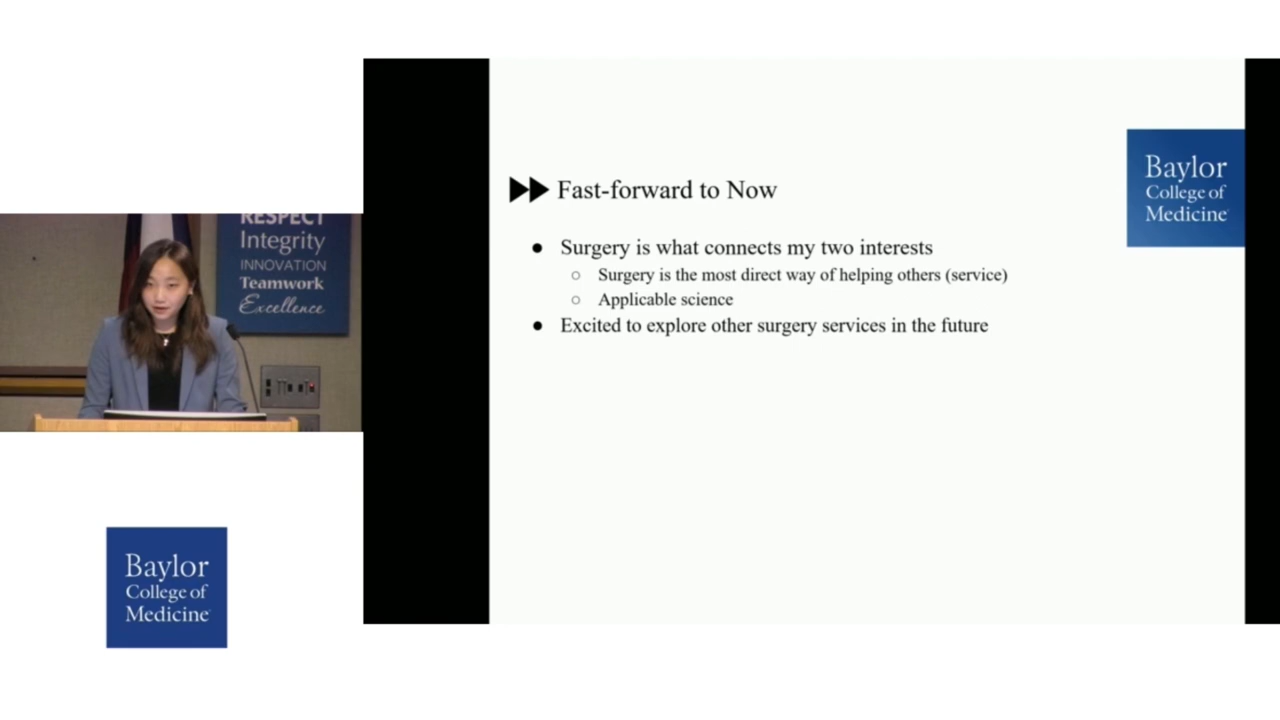 RESPECT
Integrity
INNOVATION
Teamwork
Excellence
Baylor
College of
Medicine
Fast-forward to Now
● Surgery is what connects my two interests
○ Surgery is the most direct way of helping others (service)
○ Applicable science
● Excited to explore other surgery services in the future
Baylor
College of
Medicine